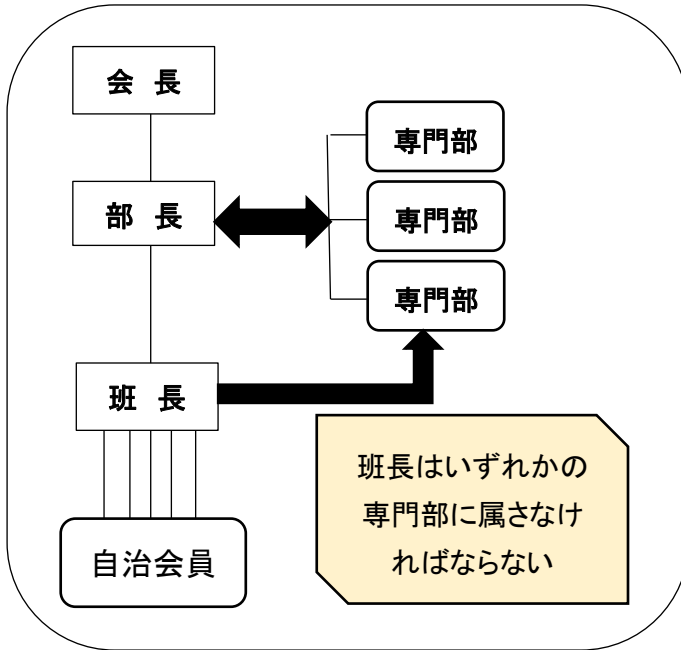 会 長
専門部
部 長
専門部
専門部
班 長
班長はいずれかの
専門部に属さなけ
ればならない
自治会員